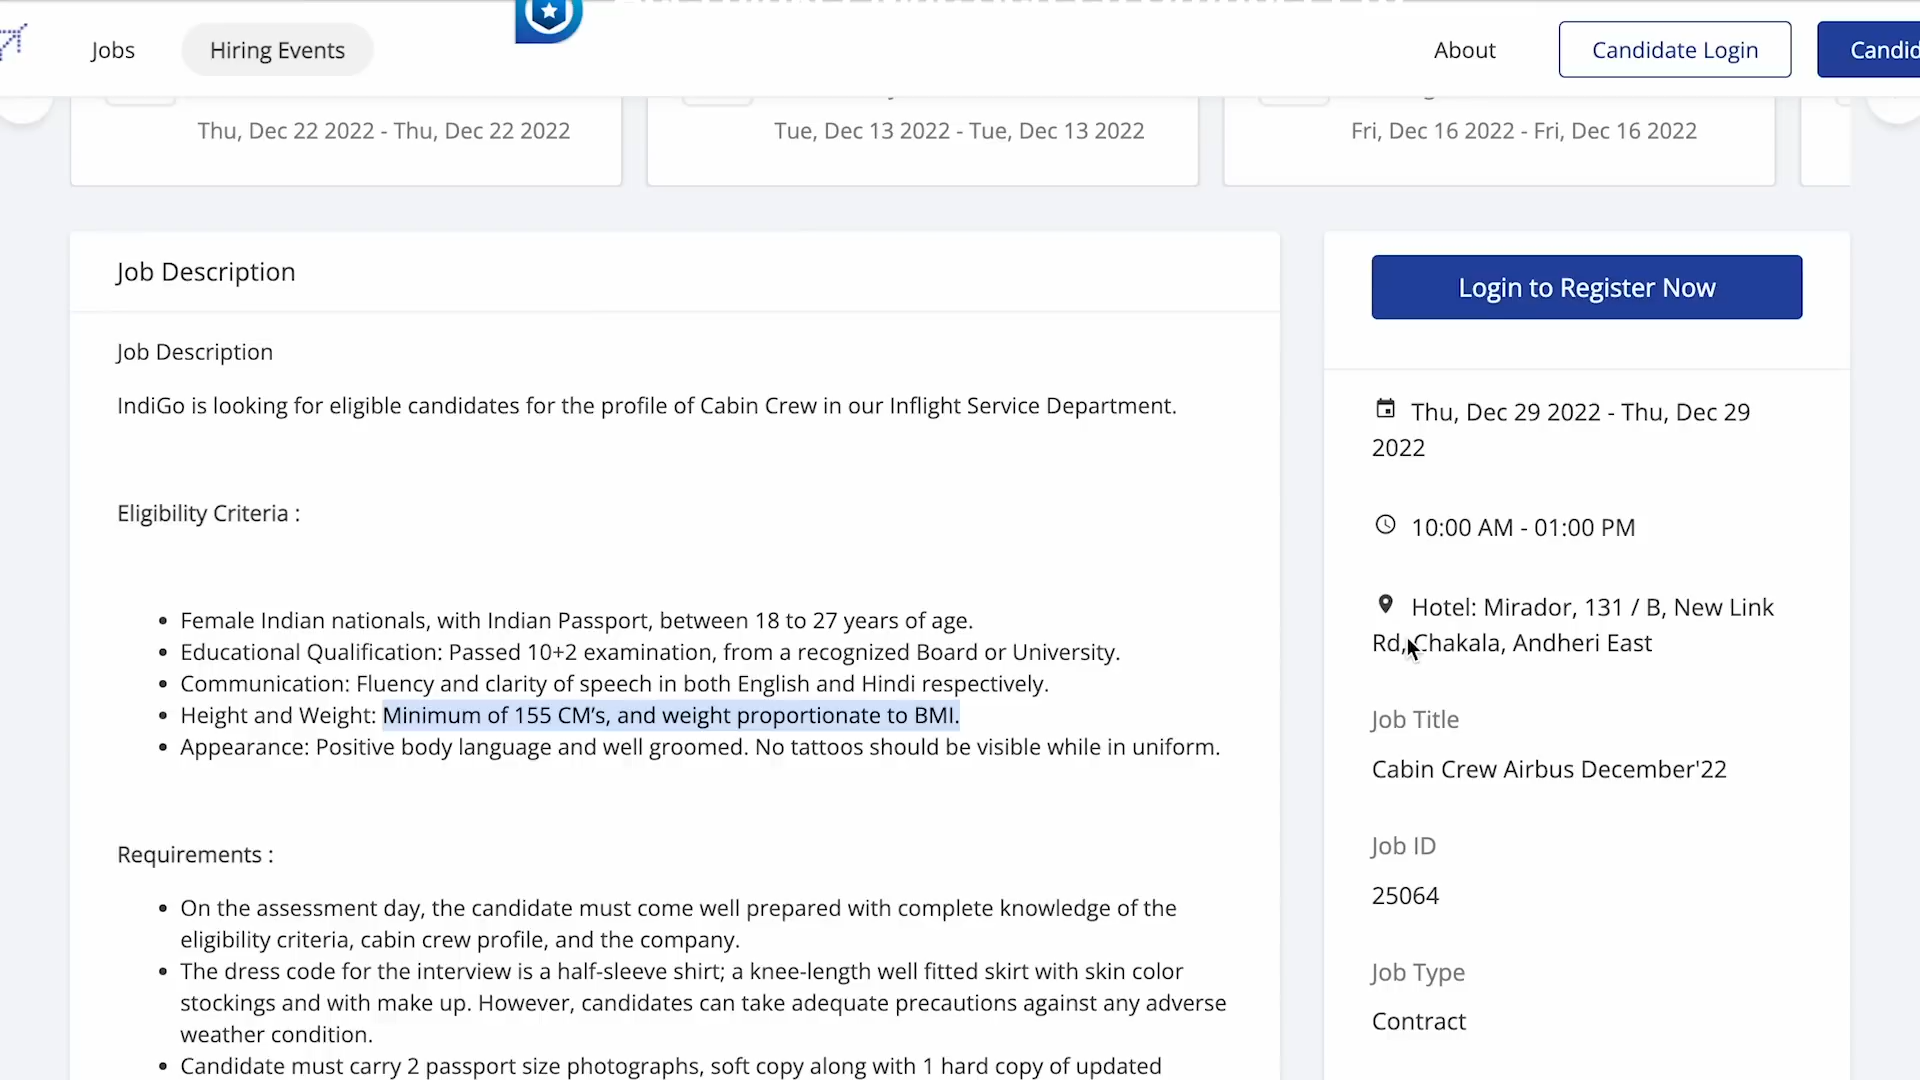 Jobs
Hiring Events
About
Candidate Login
Candid
Thu, Dec 22 2022 - Thu, Dec 22 2022
Tue, Dec 13 2022 - Tue, Dec 13 2022
Fri, Dec 16 2022 - Fri, Dec 16 2022
Job Description
Job Description
IndiGo is looking for eligible candidates for the profile of Cabin Crew in our Inflight Service Department.
Eligibility Criteria :
• Female Indian nationals, with Indian Passport, between 18 to 27 years of age.
• Educational Qualification: Passed 10+2 examination, from a recognized Board or University.
• Communication: Fluency and clarity of speech in both English and Hindi respectively.
• Height and Weight: Minimum of 155 CM’s, and weight proportionate to BMI.
• Appearance: Positive body language and well groomed. No tattoos should be visible while in uniform.
Requirements :
• On the assessment day, the candidate must come well prepared with complete knowledge of the
eligibility criteria, cabin crew profile, and the company.
• The dress code for the interview is a half-sleeve shirt; a knee-length well fitted skirt with skin color
stockings and with make up. However, candidates can take adequate precautions against any adverse
weather condition.
• Candidate must carry 2 passport size photographs, soft copy along with 1 hard copy of updated
Login to Register Now
Thu, Dec 29 2022 - Thu, Dec 29
2022
10:00 AM - 01:00 PM
Hotel: Mirador, 131 / B, New Link
Rd, Chakala, Andheri East
Job Title
Cabin Crew Airbus December'22
Job ID
25064
Job Type
Contract